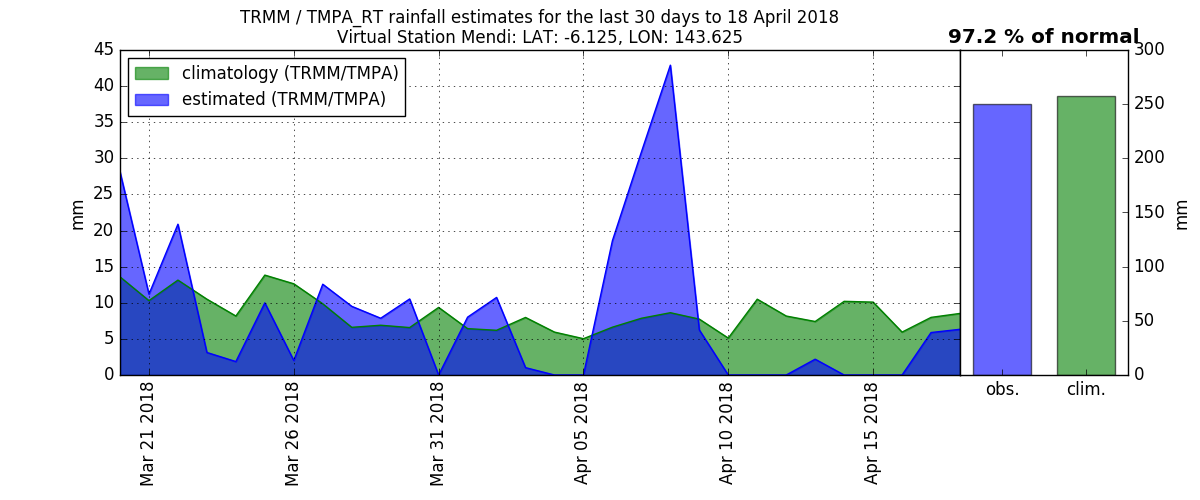 TRMM / TMPA_RT rainfall estimates for the last 30 days to 18 April 2018
Virtual Station Mendi: LAT: -6.125, LON: 143.625
97.2 % of normal
climatology (TRMM/TMPA)
estimated (TRMM/TMPA)
mm
45
40
35
30
25
20
15
10
5
0
Mar 21 2018
Mar 26 2018
Mar 31 2018
Apr 05 2018
Apr 10 2018
Apr 15 2018
obs.
clim.
300
250
200
150
100
50
0
mm